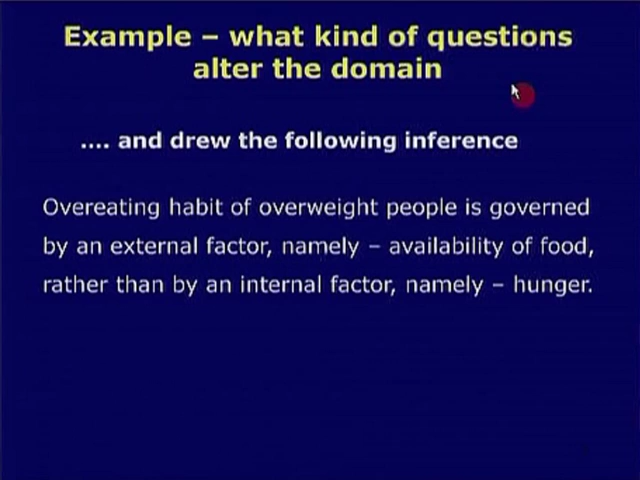 Example – what kind of questions
alter the domain
.... and drew the following inference
Overeating habit of overweight people is governed
by an external factor, namely – availability of food,
rather than by an internal factor, namely – hunger.